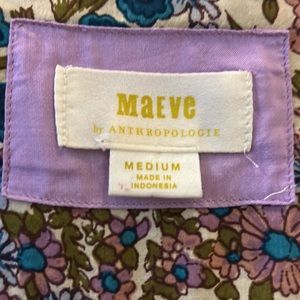 MaEVe
by ANTHROPOLOGIE
MEDIUM
MADE IN
INDONESIA